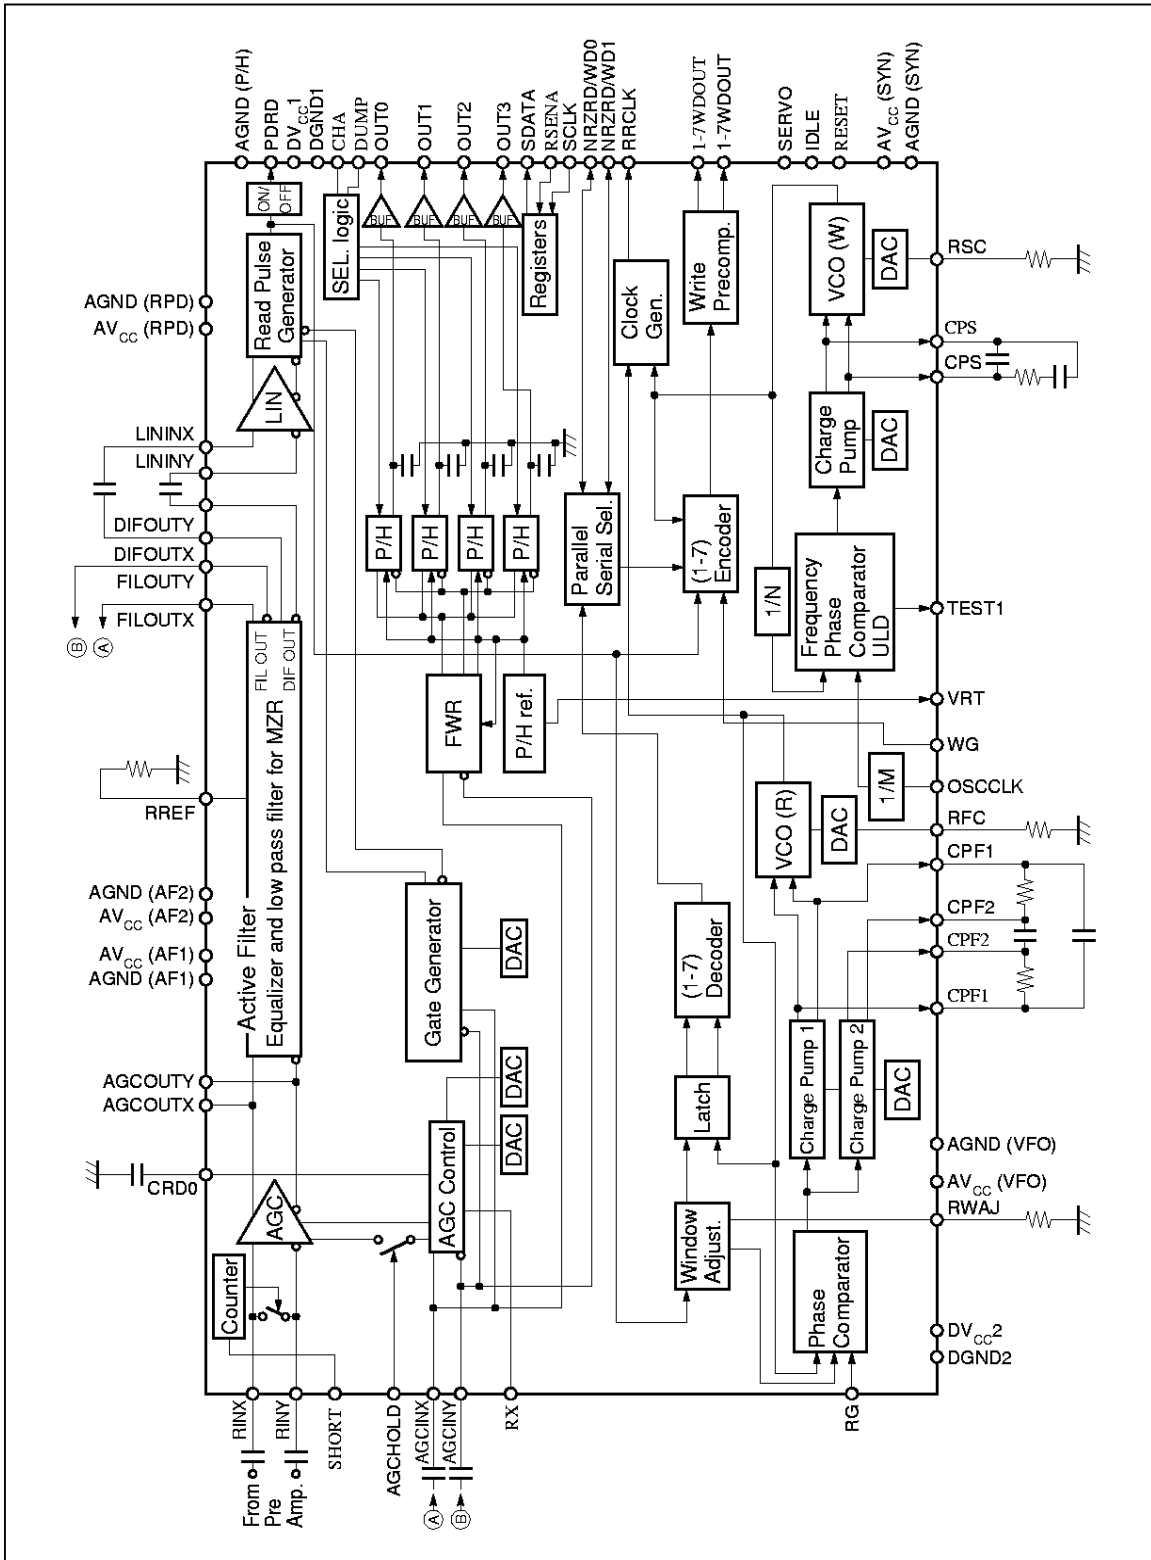 AGND (P/H)
PDRD
DVCC1
DGND1
CHA
DUMP
OUT0
OUT1
OUT2
OUT3
SDATA
RSENA
SCLK
NRZRD/WD0
NRZRD/WD1
RRCLK
1-7WDOUT
1-7WDOUT
SERVO
IDLE
RESET
AVCC (SYN)
AGND (SYN)
ON/
OFF
BUF
BUF
BUF
BUF
Read Pulse
Generator
SEL. logic
Registers
Clock
Gen.
Write
Precomp.
VCO (W)
DAC
RSC
CPS
CPS
AGND (RPD)
AVCC (RPD)
LIN
LININX
LININY
DIFOUTY
DIFOUTX
FILOUTY
FILOUTX
B
A
P/H
P/H
P/H
P/H
Parallel
Serial Sel.
(1-7)
Encoder
1/N
Charge
Pump
DAC
Frequency
Phase
Comparator
ULD
TEST1
VRT
WG
OSCCLK
1/M
FIL OUT
DIF OUT
Active Filter
Equalizer and low pass filter for MZR
FWR
P/H ref.
RREF
VCO (R)
DAC
RFC
CPF1
CPF2
CPF2
CPF1
AGND (AF2)
AVCC (AF2)
AVCC (AF1)
AGND (AF1)
Gate Generator
DAC
(1-7)
Decoder
Charge Pump 1
Charge Pump 2
DAC
AGCOUTY
AGCOUTX
CRD0
AGC
AGC Control
DAC
DAC
Latch
Window
Adjust.
Phase
Comparator
AGND (VFO)
AVCC (VFO)
RWAJ
DVCC2
DGND2
Counter
RINX
RINY
SHORT
AGCHOLD
AGCINX
AGCINY
RX
RG
From
Pre
Amp.
A
B